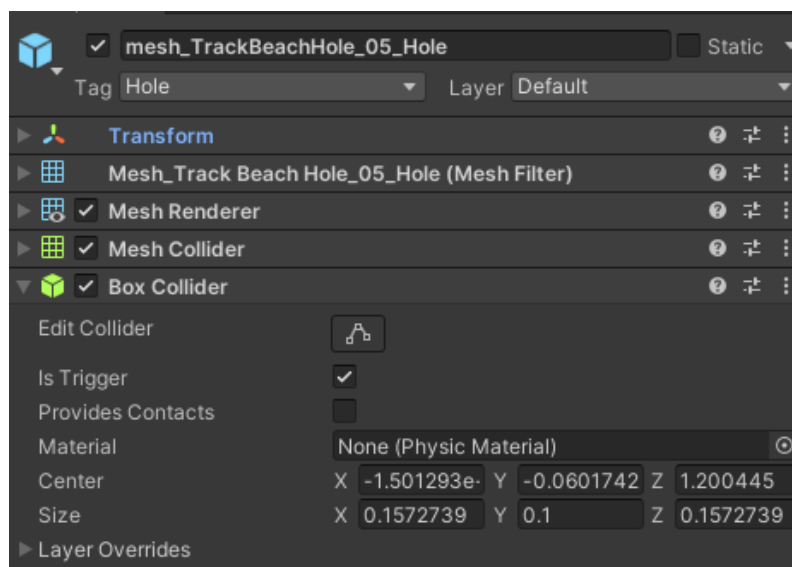 mesh_TrackBeachHole_05_Hole Static
Tag Hole Layer Default
Transform
Mesh_Track Beach Hole_05_Hole (Mesh Filter)
Mesh Renderer
Mesh Collider
Box Collider
Edit Collider
Is Trigger
Provides Contacts
Material None (Physic Material)
Center X -1.501293e- Y -0.0601742 Z 1.200445
Size X 0.1572739 Y 0.1 Z 0.1572739
Layer Overrides